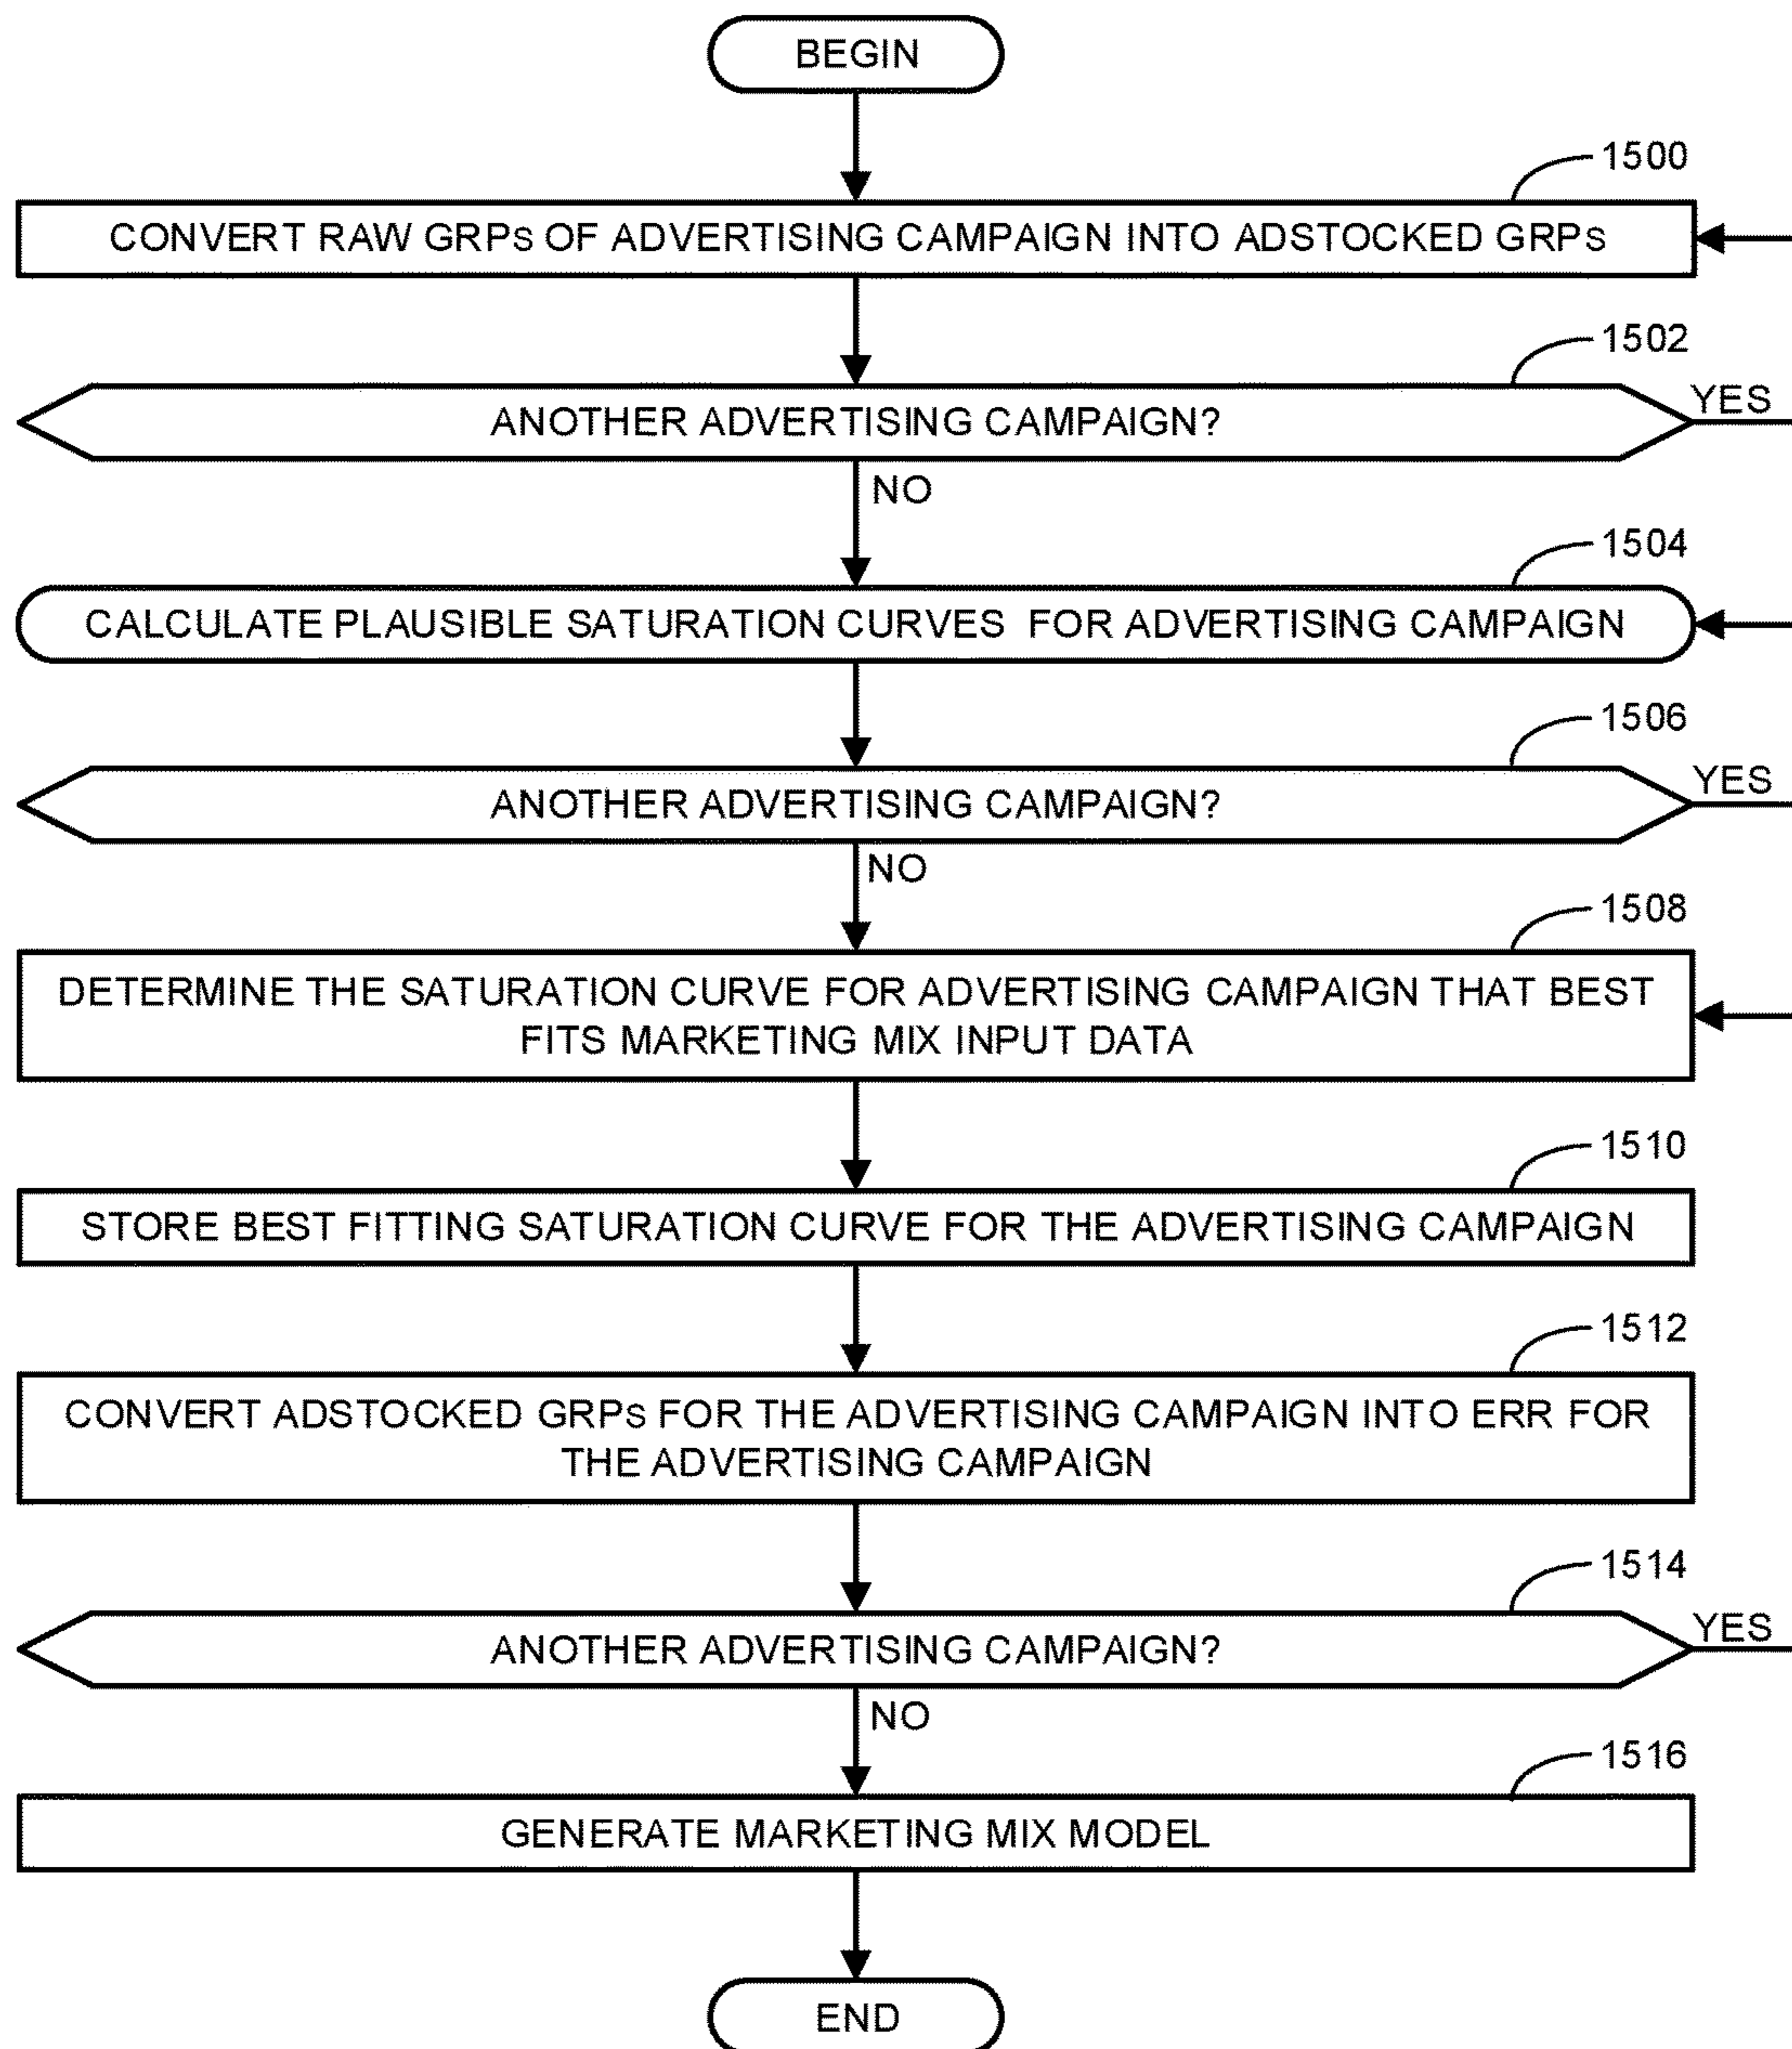 BEGIN
1500
CONVERT RAW GRPs OF ADVERTISING CAMPAIGN INTO ADSTOCKED GRPs
1502
ANOTHER ADVERTISING CAMPAIGN?
YES
NO
1504
CALCULATE PLAUSIBLE SATURATION CURVES FOR ADVERTISING CAMPAIGN
1506
ANOTHER ADVERTISING CAMPAIGN?
YES
NO
1508
DETERMINE THE SATURATION CURVE FOR ADVERTISING CAMPAIGN THAT BEST
FITS MARKETING MIX INPUT DATA
1510
STORE BEST FITTING SATURATION CURVE FOR THE ADVERTISING CAMPAIGN
1512
CONVERT ADSTOCKED GRPs FOR THE ADVERTISING CAMPAIGN INTO ERR FOR
THE ADVERTISING CAMPAIGN
1514
ANOTHER ADVERTISING CAMPAIGN?
YES
NO
1516
GENERATE MARKETING MIX MODEL
END